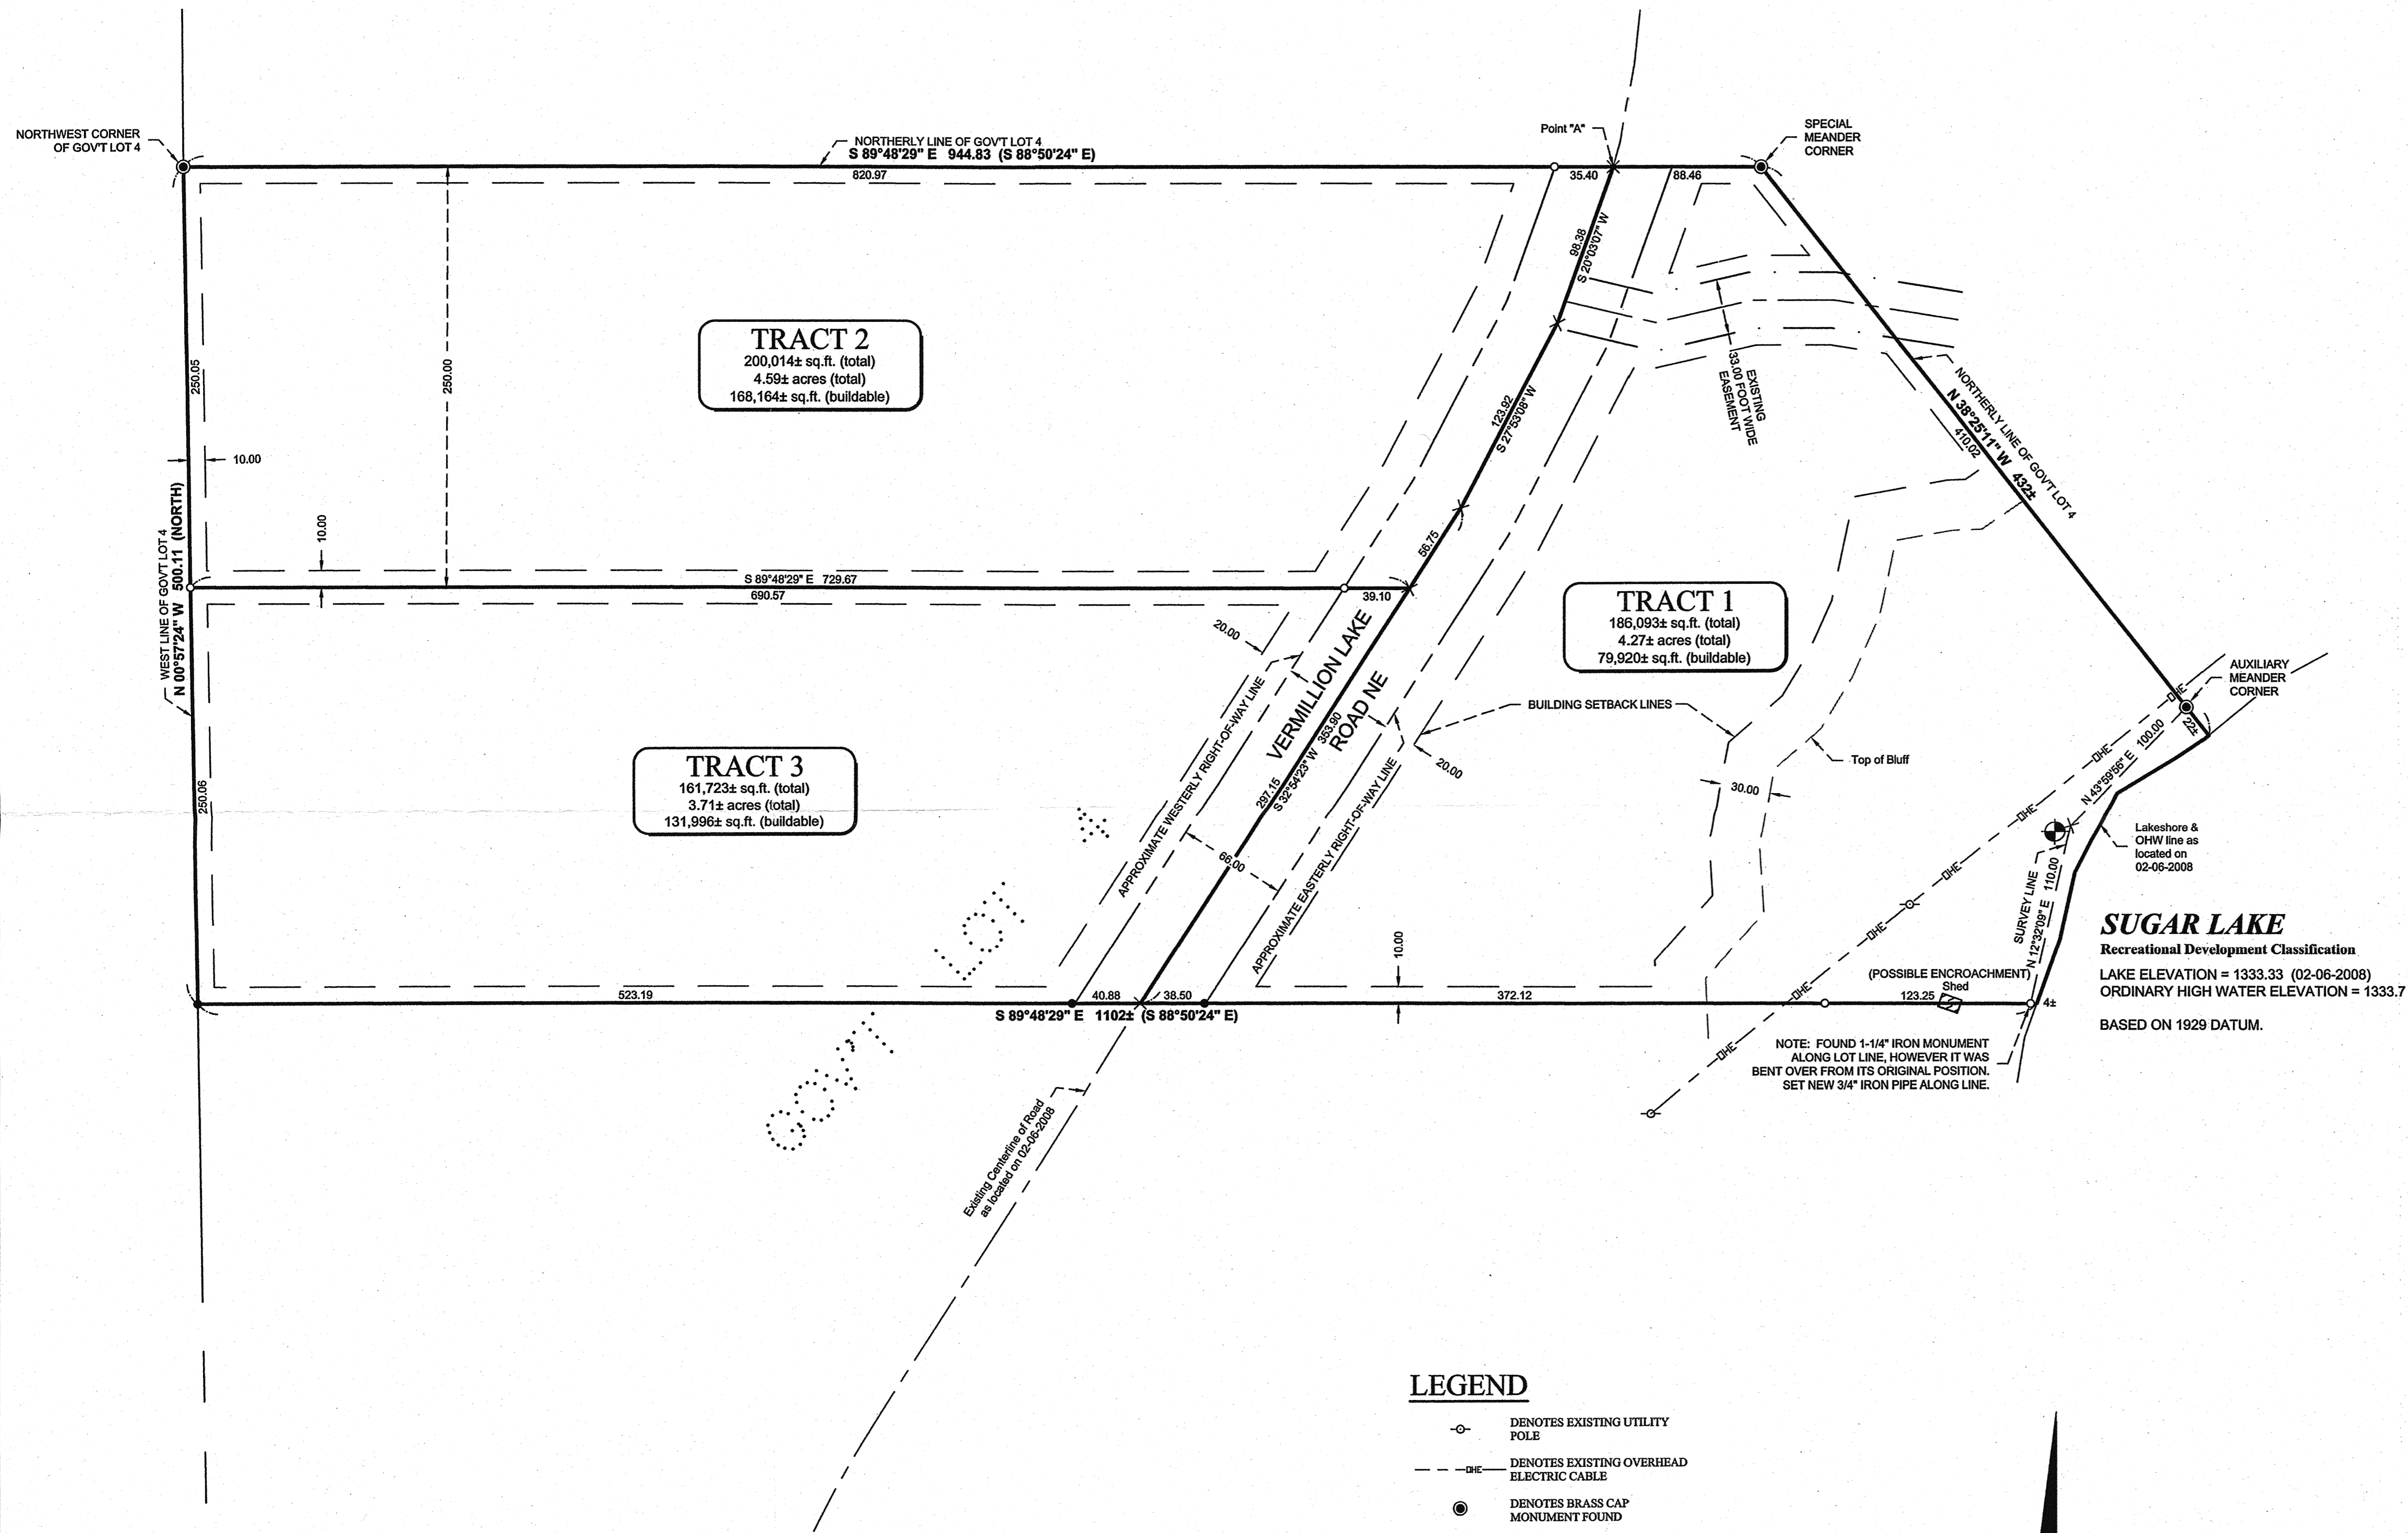 NORTHWEST CORNER
OF GOV'T LOT 4
NORTHERLY LINE OF GOV'T LOT 4
S 89°48'29" E 944.83 (S 88°50'24" E)
820.97
Point "A"
35.40
88.46
SPECIAL
MEANDER
CORNER
98.38
S 20°03'07" W
TRACT 2
200,014± sq.ft. (total)
4.59± acres (total)
168,164± sq.ft. (buildable)
250.05
250.00
10.00
10.00
123.92
S 27°53'08" W
EXISTING
33.00 FOOT WIDE
EASEMENT
NORTHERLY LINE OF GOV'T LOT 4
N 38°25'11" W 432±
410.02
WEST LINE OF GOV'T LOT 4
N 00°57'24" W 500.11 (NORTH)
56.75
S 89°48'29" E 729.67
690.57
39.10
20.00
VERMILLION LAKE
ROAD NE
TRACT 1
186,093± sq.ft. (total)
4.27± acres (total)
79,920± sq.ft. (buildable)
BUILDING SETBACK LINES
Top of Bluff
30.00
20.00
AUXILIARY
MEANDER
CORNER
22±
OHE
OHE
OHE
OHE
OHE
OHE
OHE
N 43°59'56" E 100.00
TRACT 3
161,723± sq.ft. (total)
3.71± acres (total)
131,996± sq.ft. (buildable)
250.06
APPROXIMATE WESTERLY RIGHT-OF-WAY LINE
297.15
S 32°54'23" W 353.90
66.00
APPROXIMATE EASTERLY RIGHT-OF-WAY LINE
Lakeshore &
OHW line as
located on
02-06-2008
SURVEY LINE
N 12°32'09" E 110.00
GOV'T LOT 4
SUGAR LAKE
Recreational Development Classification
LAKE ELEVATION = 1333.33 (02-06-2008)
ORDINARY HIGH WATER ELEVATION = 1333.7
BASED ON 1929 DATUM.
10.00
(POSSIBLE ENCROACHMENT)
Shed
523.19
40.88
38.50
372.12
123.25
4±
S 89°48'29" E 1102± (S 88°50'24" E)
NOTE: FOUND 1-1/4" IRON MONUMENT
ALONG LOT LINE, HOWEVER IT WAS
BENT OVER FROM ITS ORIGINAL POSITION.
SET NEW 3/4" IRON PIPE ALONG LINE.
Existing Centerline of Road
as located on 02-06-2008
LEGEND
DENOTES EXISTING UTILITY
POLE
OHE
DENOTES EXISTING OVERHEAD
ELECTRIC CABLE
DENOTES BRASS CAP
MONUMENT FOUND